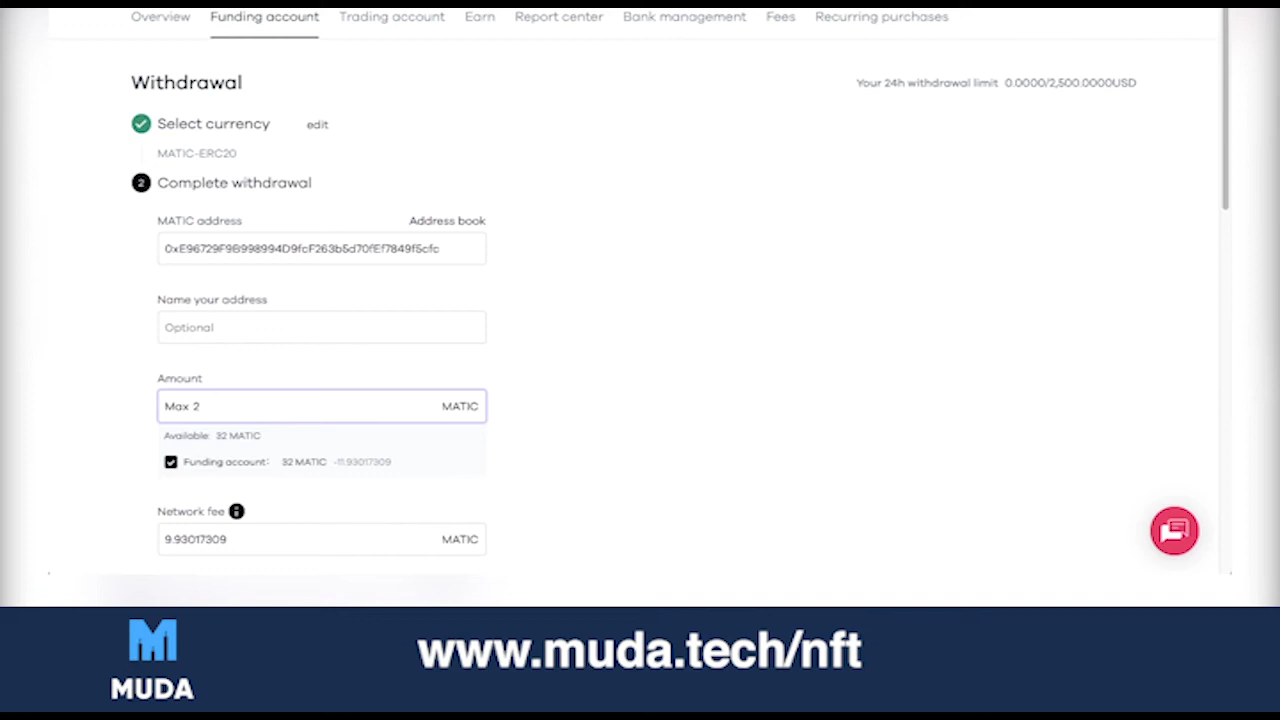 Overview Funding account Trading account Earn Report center Bank management Fees Recurring purchases
Withdrawal
Your 24h withdrawal limit 0.0000/2,500.0000USD
Select currency edit
MATIC-ERC20
2 Complete withdrawal
MATIC address Address book
0xE96729F9B998994D9fcF263b5d70fEf7849f5cfc
Name your address
Optional
Amount
Max 2 MATIC
Available: 32 MATIC
Funding account: 32 MATIC -11.93017309
Network fee
9.93017309 MATIC
M
MUDA
www.muda.tech/nft